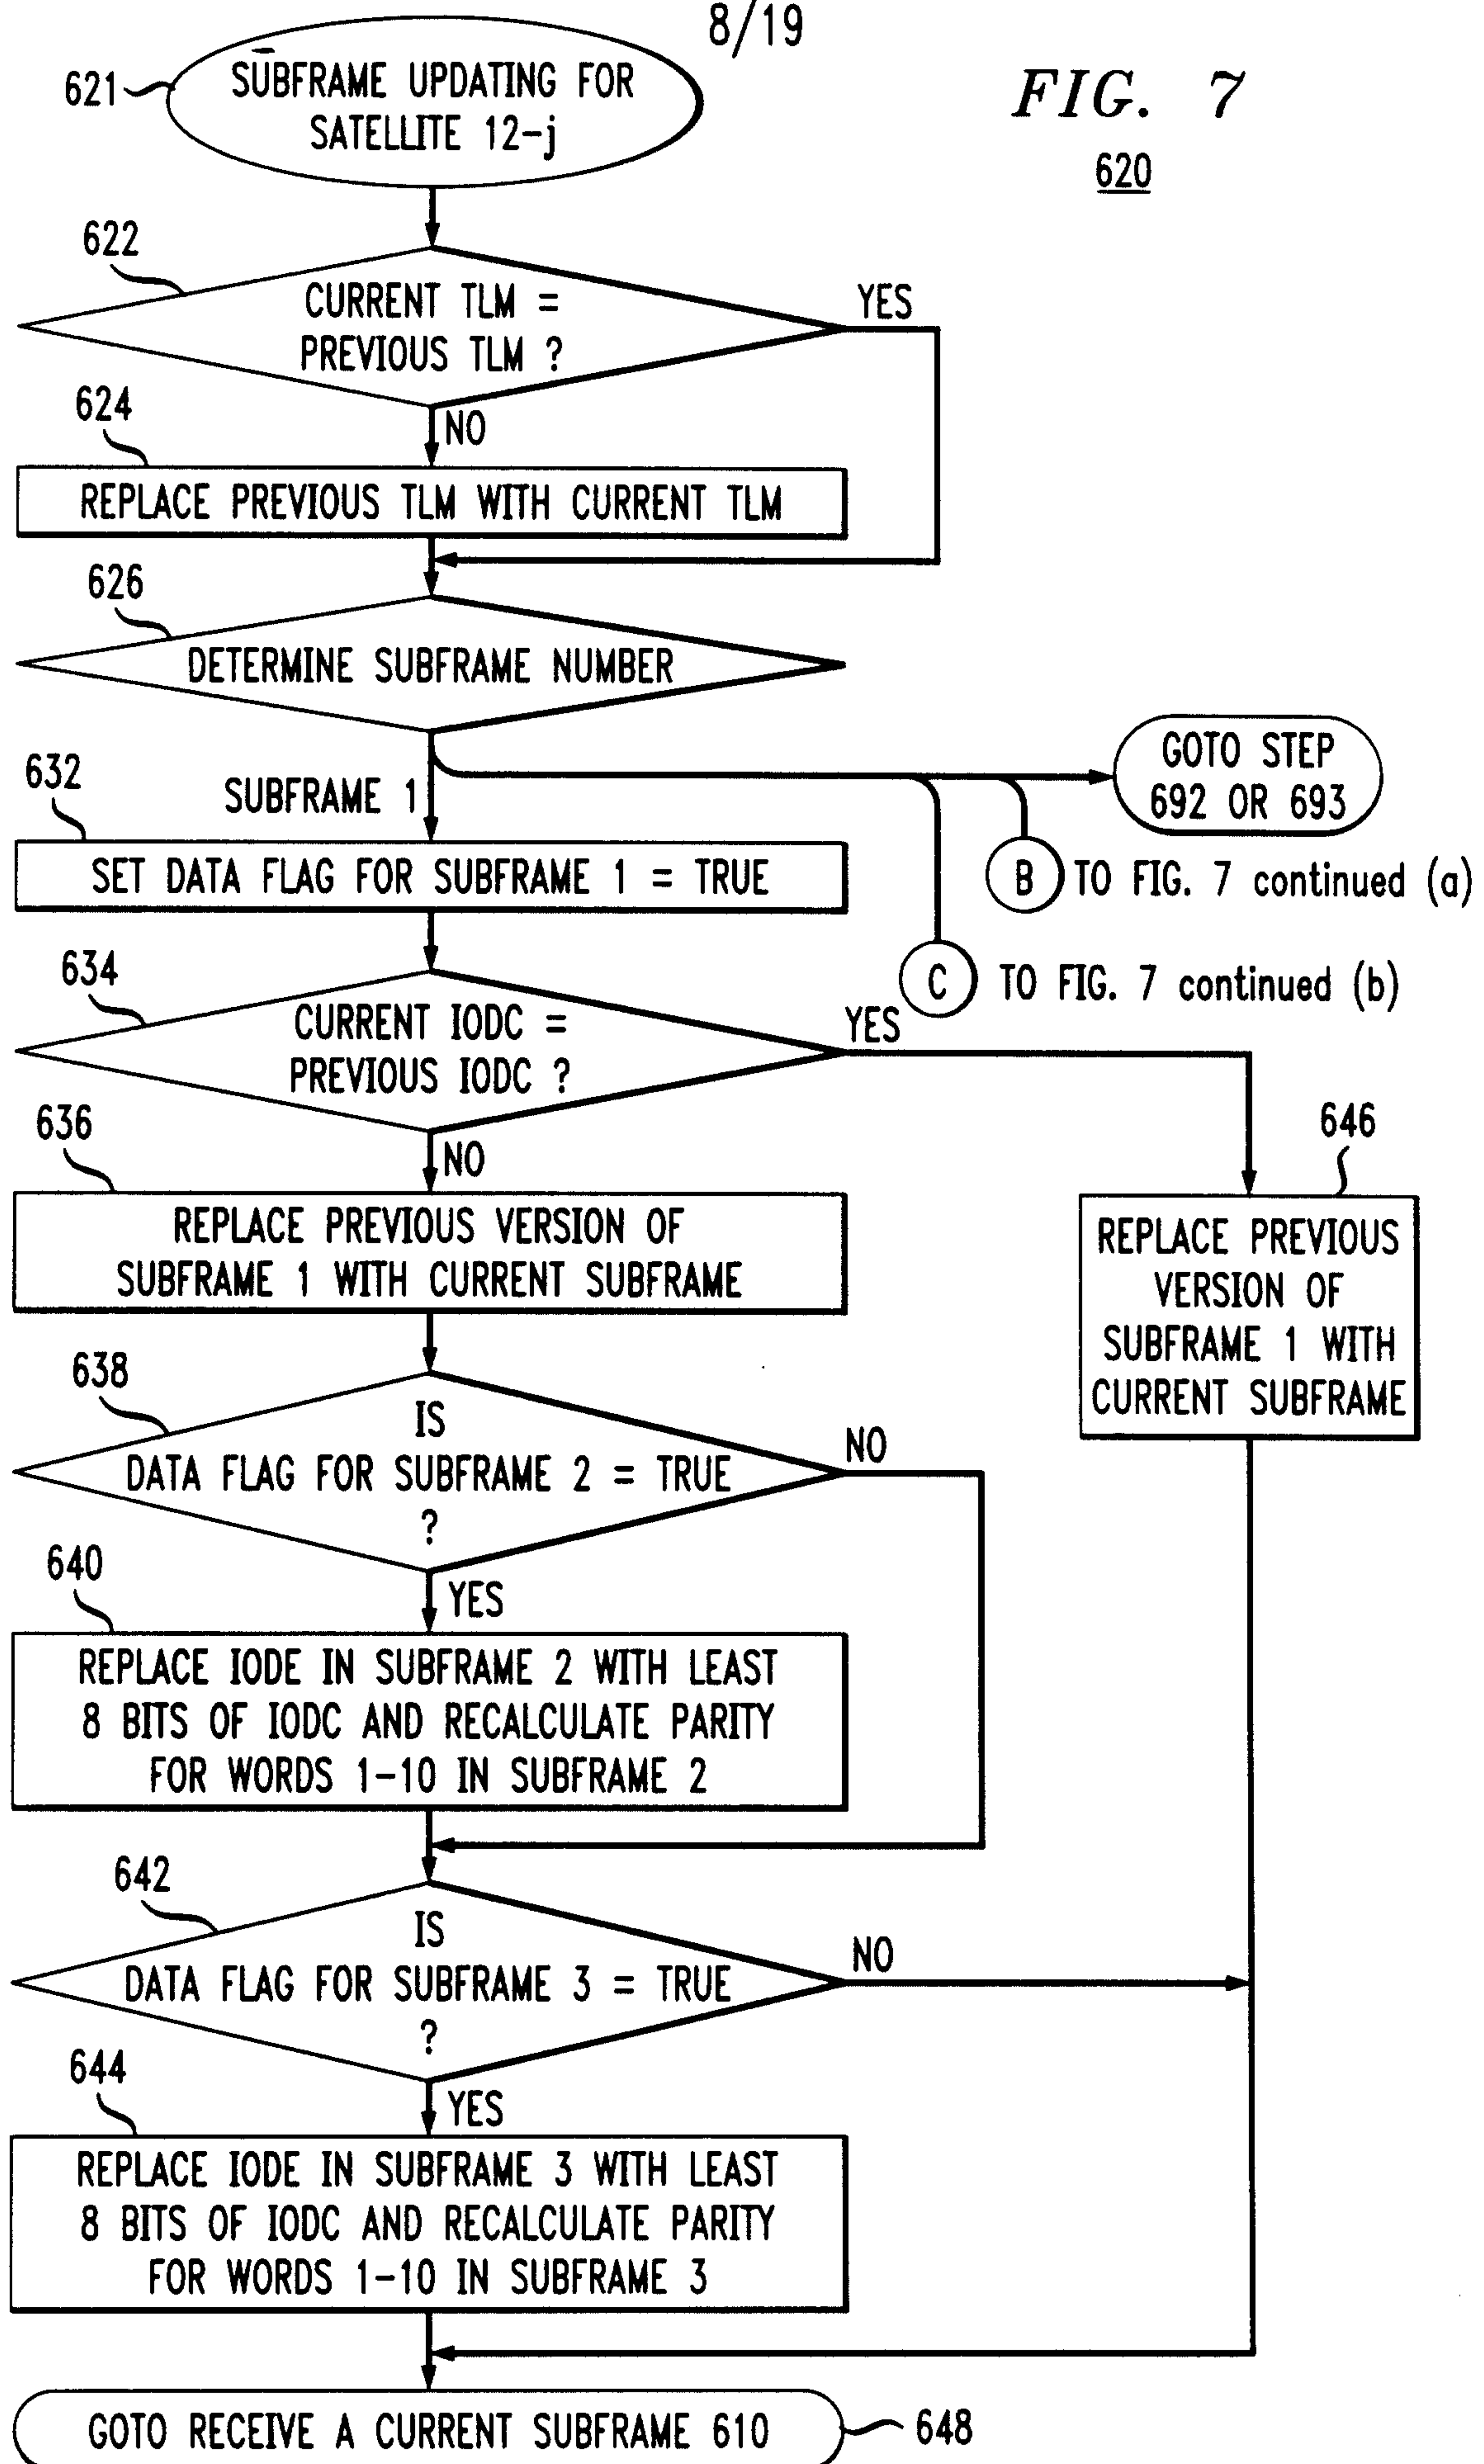 8/19
FIG. 7
620
621
SUBFRAME UPDATING FOR
SATELLITE 12-j
622
CURRENT TLM =
PREVIOUS TLM ?
YES
NO
624
REPLACE PREVIOUS TLM WITH CURRENT TLM
626
DETERMINE SUBFRAME NUMBER
GOTO STEP
692 OR 693
SUBFRAME 1
632
SET DATA FLAG FOR SUBFRAME 1 = TRUE
B TO FIG. 7 continued (a)
C TO FIG. 7 continued (b)
634
CURRENT IODC =
PREVIOUS IODC ?
YES
NO
636
REPLACE PREVIOUS VERSION OF
SUBFRAME 1 WITH CURRENT SUBFRAME
646
REPLACE PREVIOUS
VERSION OF
SUBFRAME 1 WITH
CURRENT SUBFRAME
638
IS
DATA FLAG FOR SUBFRAME 2 = TRUE
?
NO
YES
640
REPLACE IODE IN SUBFRAME 2 WITH LEAST
8 BITS OF IODC AND RECALCULATE PARITY
FOR WORDS 1-10 IN SUBFRAME 2
642
IS
DATA FLAG FOR SUBFRAME 3 = TRUE
?
NO
YES
644
REPLACE IODE IN SUBFRAME 3 WITH LEAST
8 BITS OF IODC AND RECALCULATE PARITY
FOR WORDS 1-10 IN SUBFRAME 3
GOTO RECEIVE A CURRENT SUBFRAME 610
648